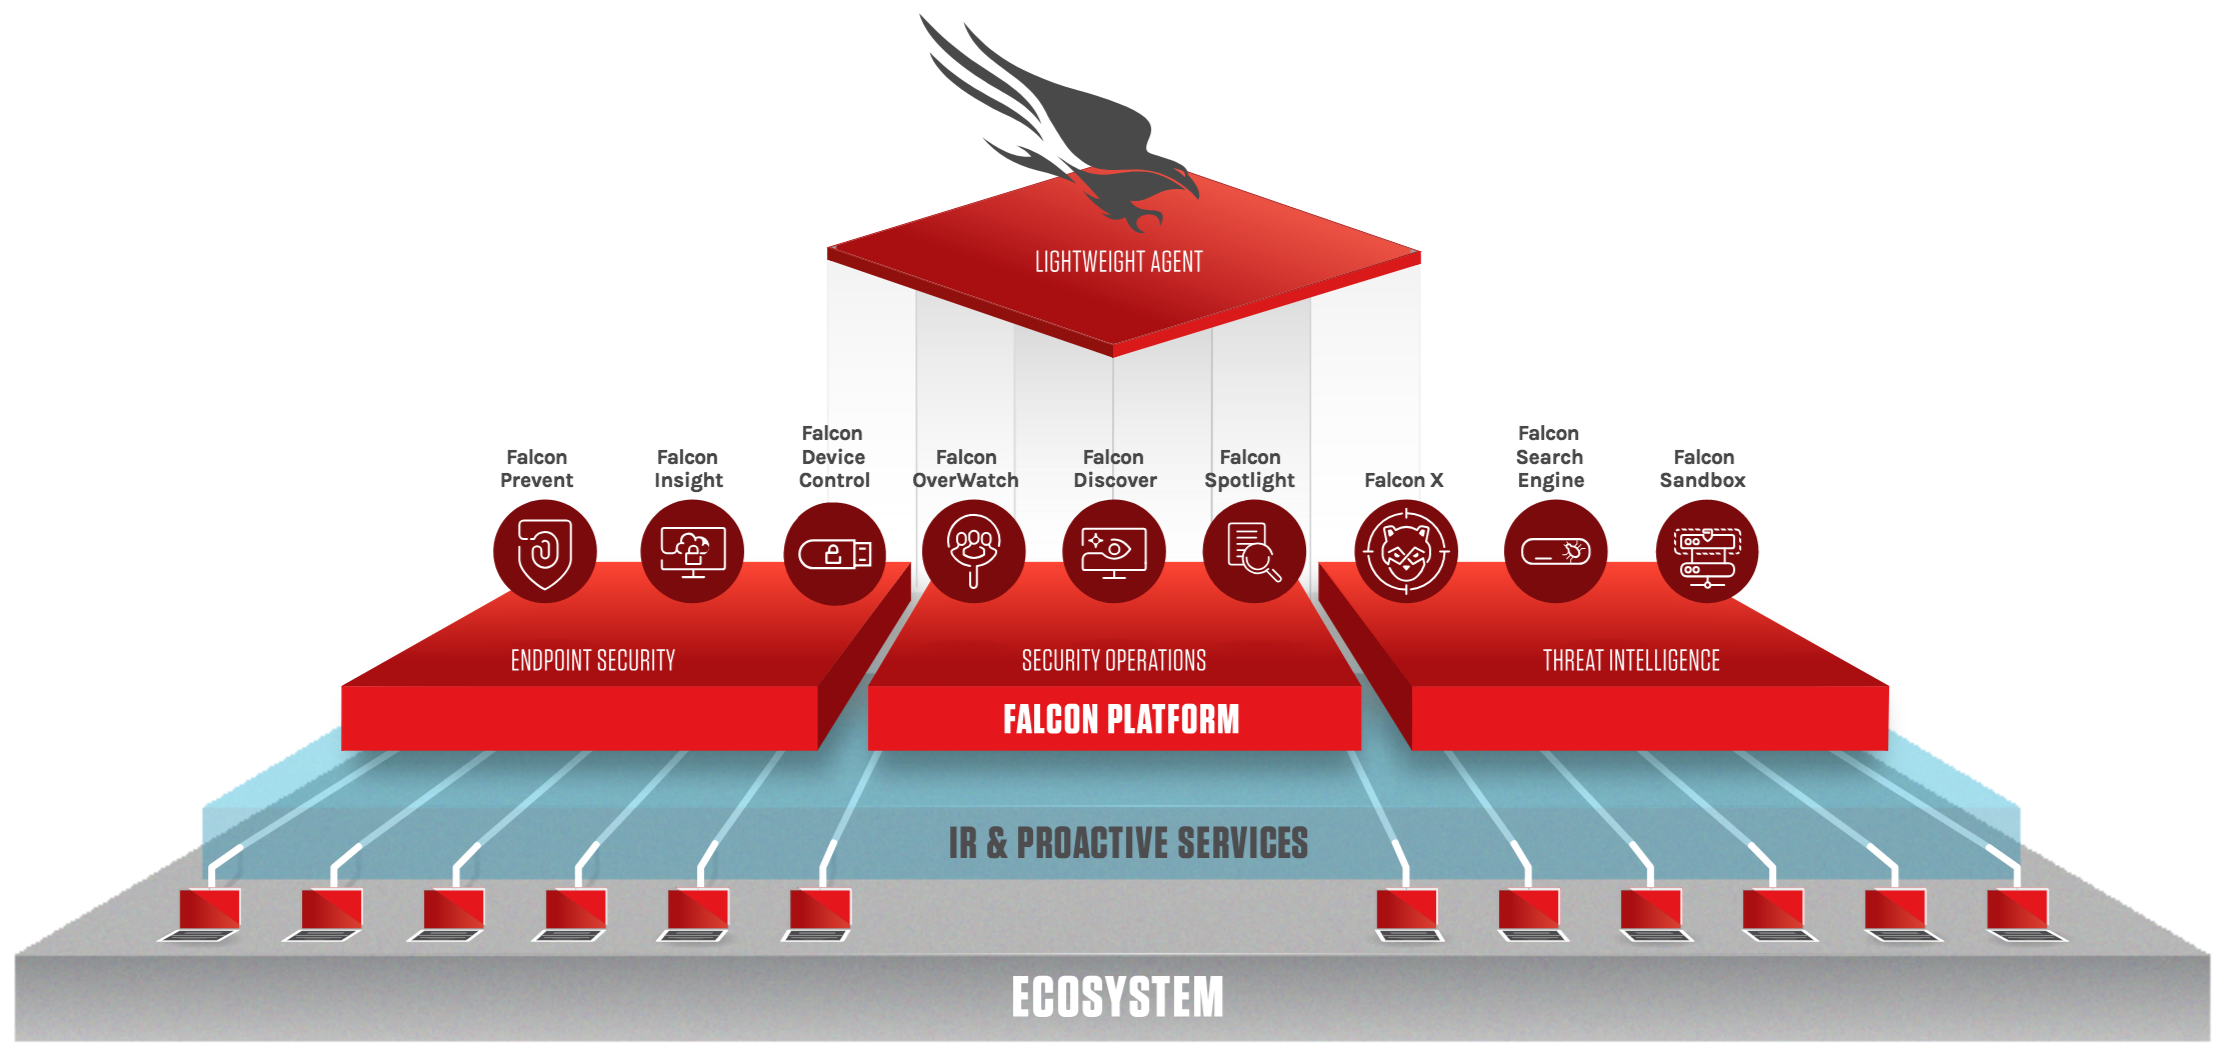 LIGHTWEIGHT AGENT
Falcon
Prevent
Falcon
Insight
Falcon
Device
Control
Falcon
OverWatch
Falcon
Discover
Falcon
Spotlight
Falcon X
Falcon
Search
Engine
Falcon
Sandbox
ENDPOINT SECURITY
SECURITY OPERATIONS
THREAT INTELLIGENCE
FALCON PLATFORM
IR & PROACTIVE SERVICES
ECOSYSTEM